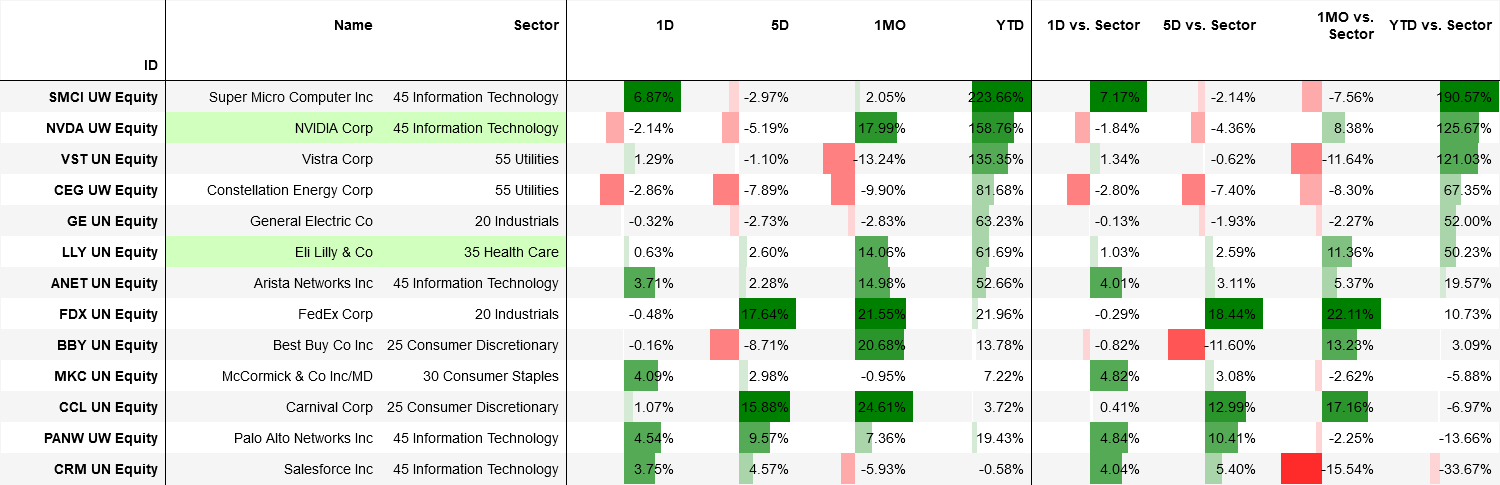 Name Sector 1D 5D 1MO YTD 1D vs. Sector 5D vs. Sector 1MO vs. Sector YTD vs. Sector
ID
SMCI UW Equity Super Micro Computer Inc 45 Information Technology 6.87% -2.97% 2.05% 223.66% 7.17% -2.14% -7.56% 190.57%
NVDA UW Equity NVIDIA Corp 45 Information Technology -2.14% -5.19% 17.99% 158.76% -1.84% -4.36% 8.38% 125.67%
VST UN Equity Vistra Corp 55 Utilities 1.29% -1.10% -13.24% 135.35% 1.34% -0.62% -11.64% 121.03%
CEG UW Equity Constellation Energy Corp 55 Utilities -2.86% -7.89% -9.90% 81.68% -2.80% -7.40% -8.30% 67.35%
GE UN Equity General Electric Co 20 Industrials -0.32% -2.73% -2.83% 63.23% -0.13% -1.93% -2.27% 52.00%
LLY UN Equity Eli Lilly & Co 35 Health Care 0.63% 2.60% 14.06% 61.69% 1.03% 2.59% 11.36% 50.23%
ANET UN Equity Arista Networks Inc 45 Information Technology 3.71% 2.28% 14.98% 52.66% 4.01% 3.11% 5.37% 19.57%
FDX UN Equity FedEx Corp 20 Industrials -0.48% 17.64% 21.55% 21.96% -0.29% 18.44% 22.11% 10.73%
BBY UN Equity Best Buy Co Inc 25 Consumer Discretionary -0.16% -8.71% 20.68% 13.78% -0.82% -11.60% 13.23% 3.09%
MKC UN Equity McCormick & Co Inc/MD 30 Consumer Staples 4.09% 2.98% -0.95% 7.22% 4.82% 3.08% -2.62% -5.88%
CCL UN Equity Carnival Corp 25 Consumer Discretionary 1.07% 15.88% 24.61% 3.72% 0.41% 12.99% 17.16% -6.97%
PANW UW Equity Palo Alto Networks Inc 45 Information Technology 4.54% 9.57% 7.36% 19.43% 4.84% 10.41% -2.25% -13.66%
CRM UN Equity Salesforce Inc 45 Information Technology 3.75% 4.57% -5.93% -0.58% 4.04% 5.40% -15.54% -33.67%